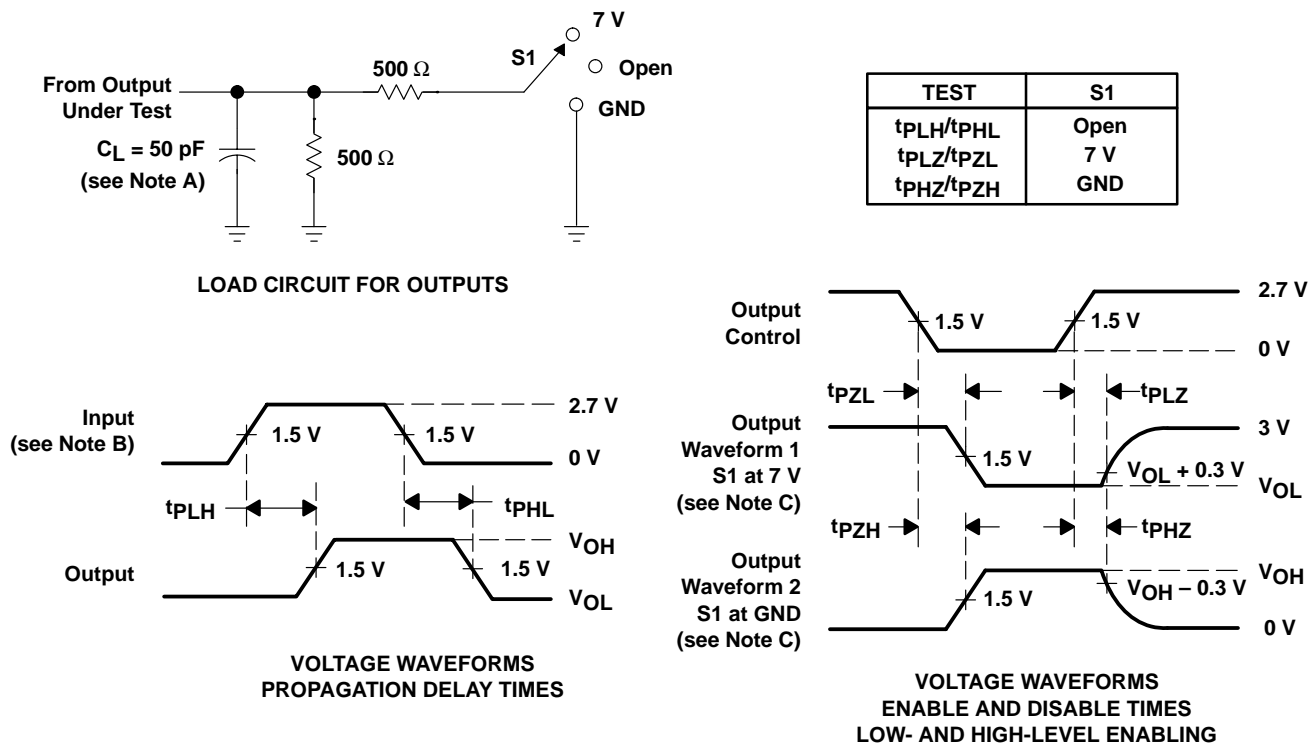 7 V
S1
500 Ω
Open
From Output
Under Test
GND
CL = 50 pF
(see Note A)
500 Ω
LOAD CIRCUIT FOR OUTPUTS
TEST S1
tPLH/tPHL Open
tPLZ/tPZL 7 V
tPHZ/tPZH GND
Input
(see Note B)
2.7 V
1.5 V 1.5 V
0 V
tPLH tPHL
VOH
Output
1.5 V 1.5 V
VOL
VOLTAGE WAVEFORMS
PROPAGATION DELAY TIMES
Output
Control
2.7 V
1.5 V 1.5 V
0 V
tPZL tPLZ
Output
Waveform 1
S1 at 7 V
(see Note C)
3 V
1.5 V
VOL + 0.3 V
VOL
tPZH tPHZ
Output
Waveform 2
S1 at GND
(see Note C)
VOH
1.5 V
VOH – 0.3 V
0 V
VOLTAGE WAVEFORMS
ENABLE AND DISABLE TIMES
LOW- AND HIGH-LEVEL ENABLING